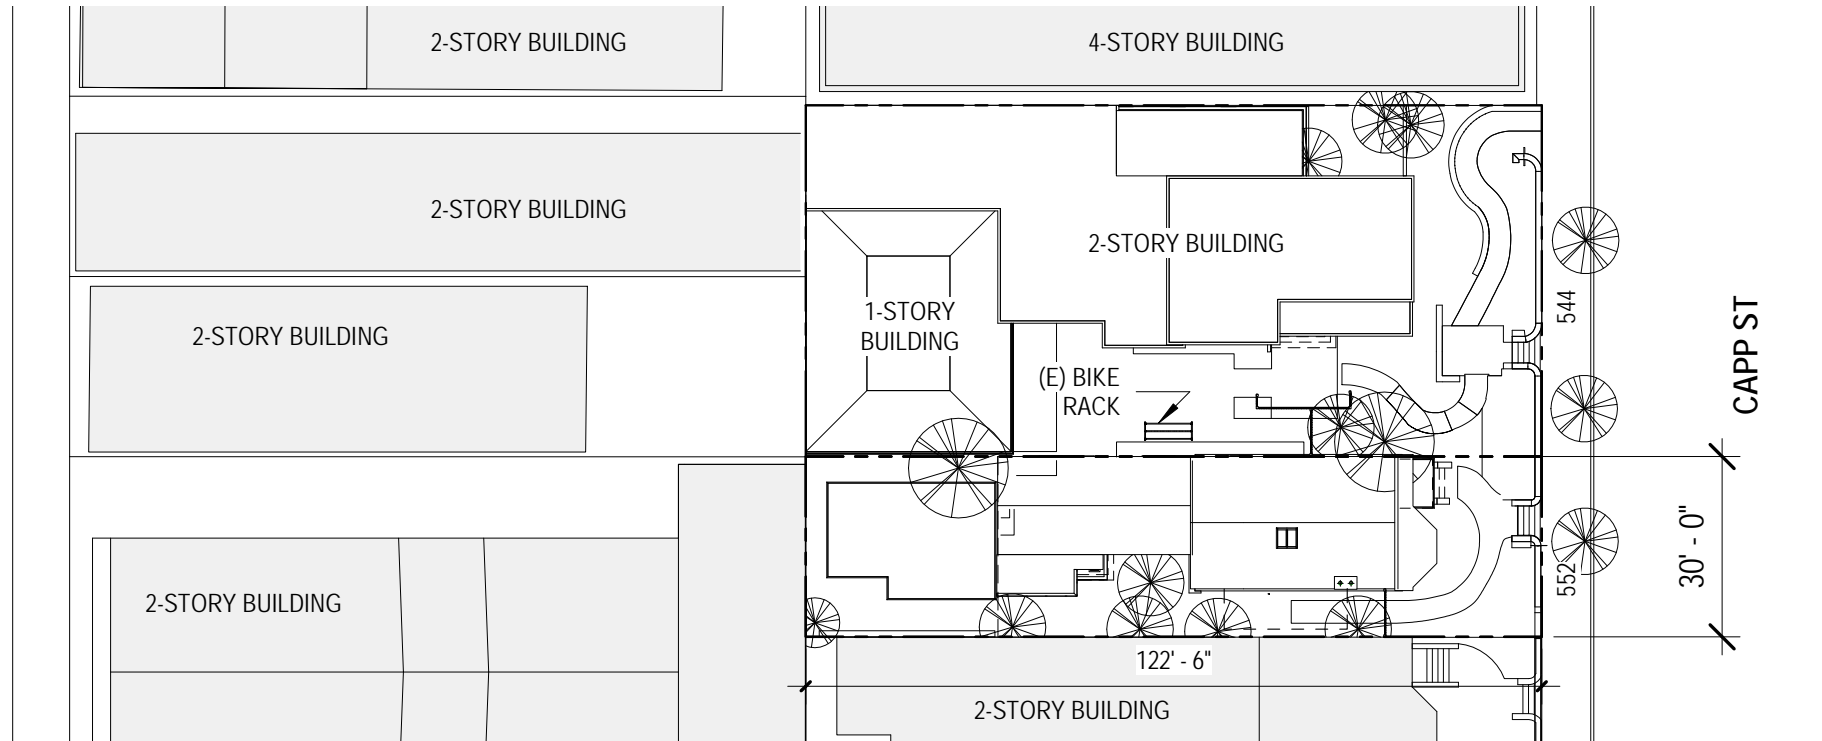 2-STORY BUILDING
4-STORY BUILDING
2-STORY BUILDING
2-STORY BUILDING
1-STORY
BUILDING
2-STORY BUILDING
(E) BIKE
RACK
544
CAPP ST
2-STORY BUILDING
552
30' - 0"
122' - 6"
2-STORY BUILDING